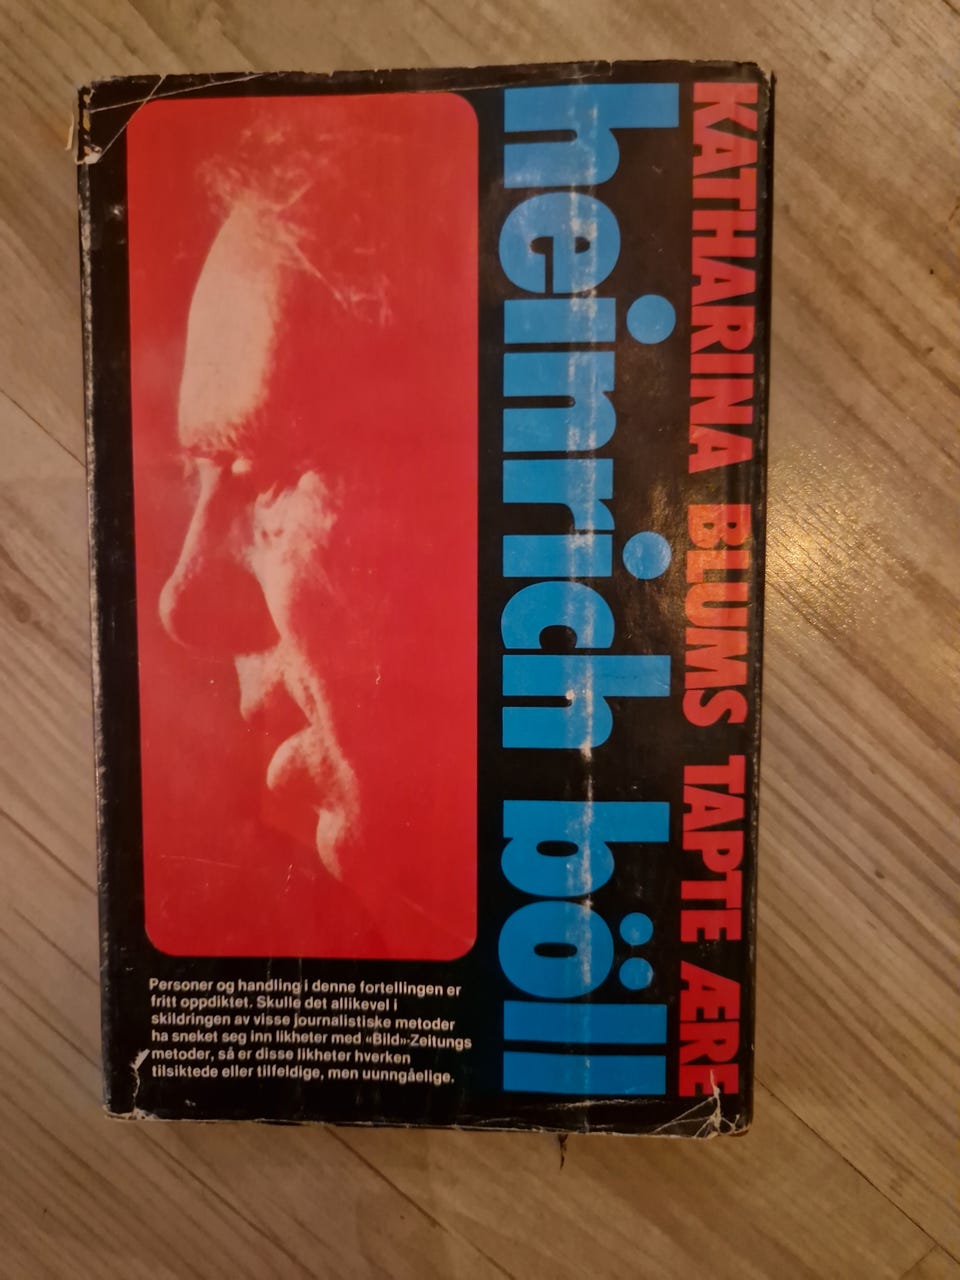 KATHARINA BLUMS TAPTE ÆRE
heinrich böll
Personer og handling i denne fortellingen er
fritt oppdiktet. Skulle det allikevel i
skildringen av visse journalistiske metoder
ha sneket seg inn likheter med «Bild»-Zeitungs
metoder, så er disse likheter hverken
tilsiktede eller tilfeldige, men uunngåelige.